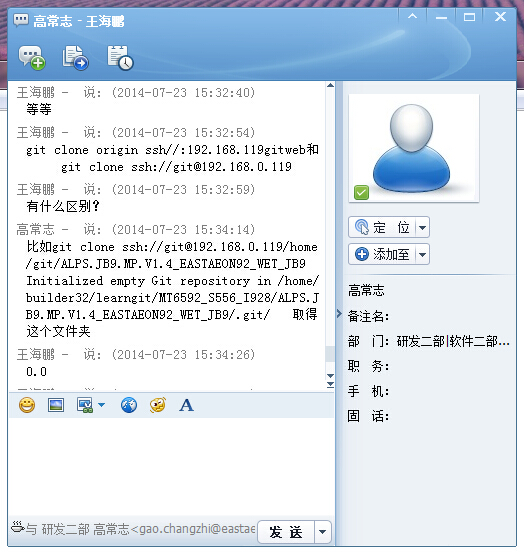 高常志 - 王海鹏
王海鹏 - 说: (2014-07-23 15:32:40)
等等
王海鹏 - 说: (2014-07-23 15:32:54)
git clone origin ssh//:192.168.119gitweb和
git clone ssh://git@192.168.0.119
王海鹏 - 说: (2014-07-23 15:32:59)
有什么区别?
高常志 - 说: (2014-07-23 15:34:14)
比如git clone ssh://git@192.168.0.119/home
/git/ALPS.JB9.MP.V1.4_EASTAEON92_WET_JB9
Initialized empty Git repository in /home/
builder32/learngit/MT6592_S556_I928/ALPS.J
B9.MP.V1.4_EASTAEON92_WET_JB9/.git/ 取得
这个文件夹
王海鹏 - 说: (2014-07-23 15:34:26)
0.0
A
与 研发二部 高常志<gao.changzhi@eastae
发 送
定 位
添加至
高常志
备注名:
部 门: 研发二部|软件二部...
职 务:
手 机:
固 话: